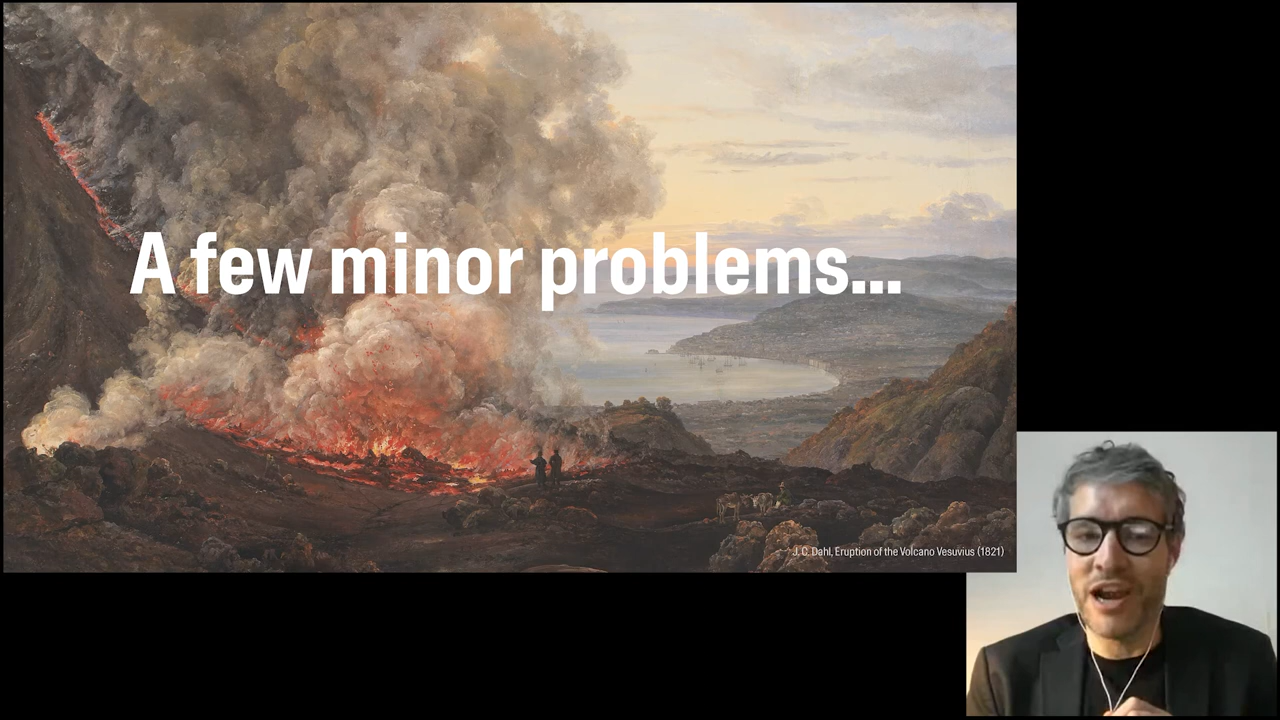 A few minor problems...
J. C. Dahl, Eruption of the Volcano Vesuvius (1821)